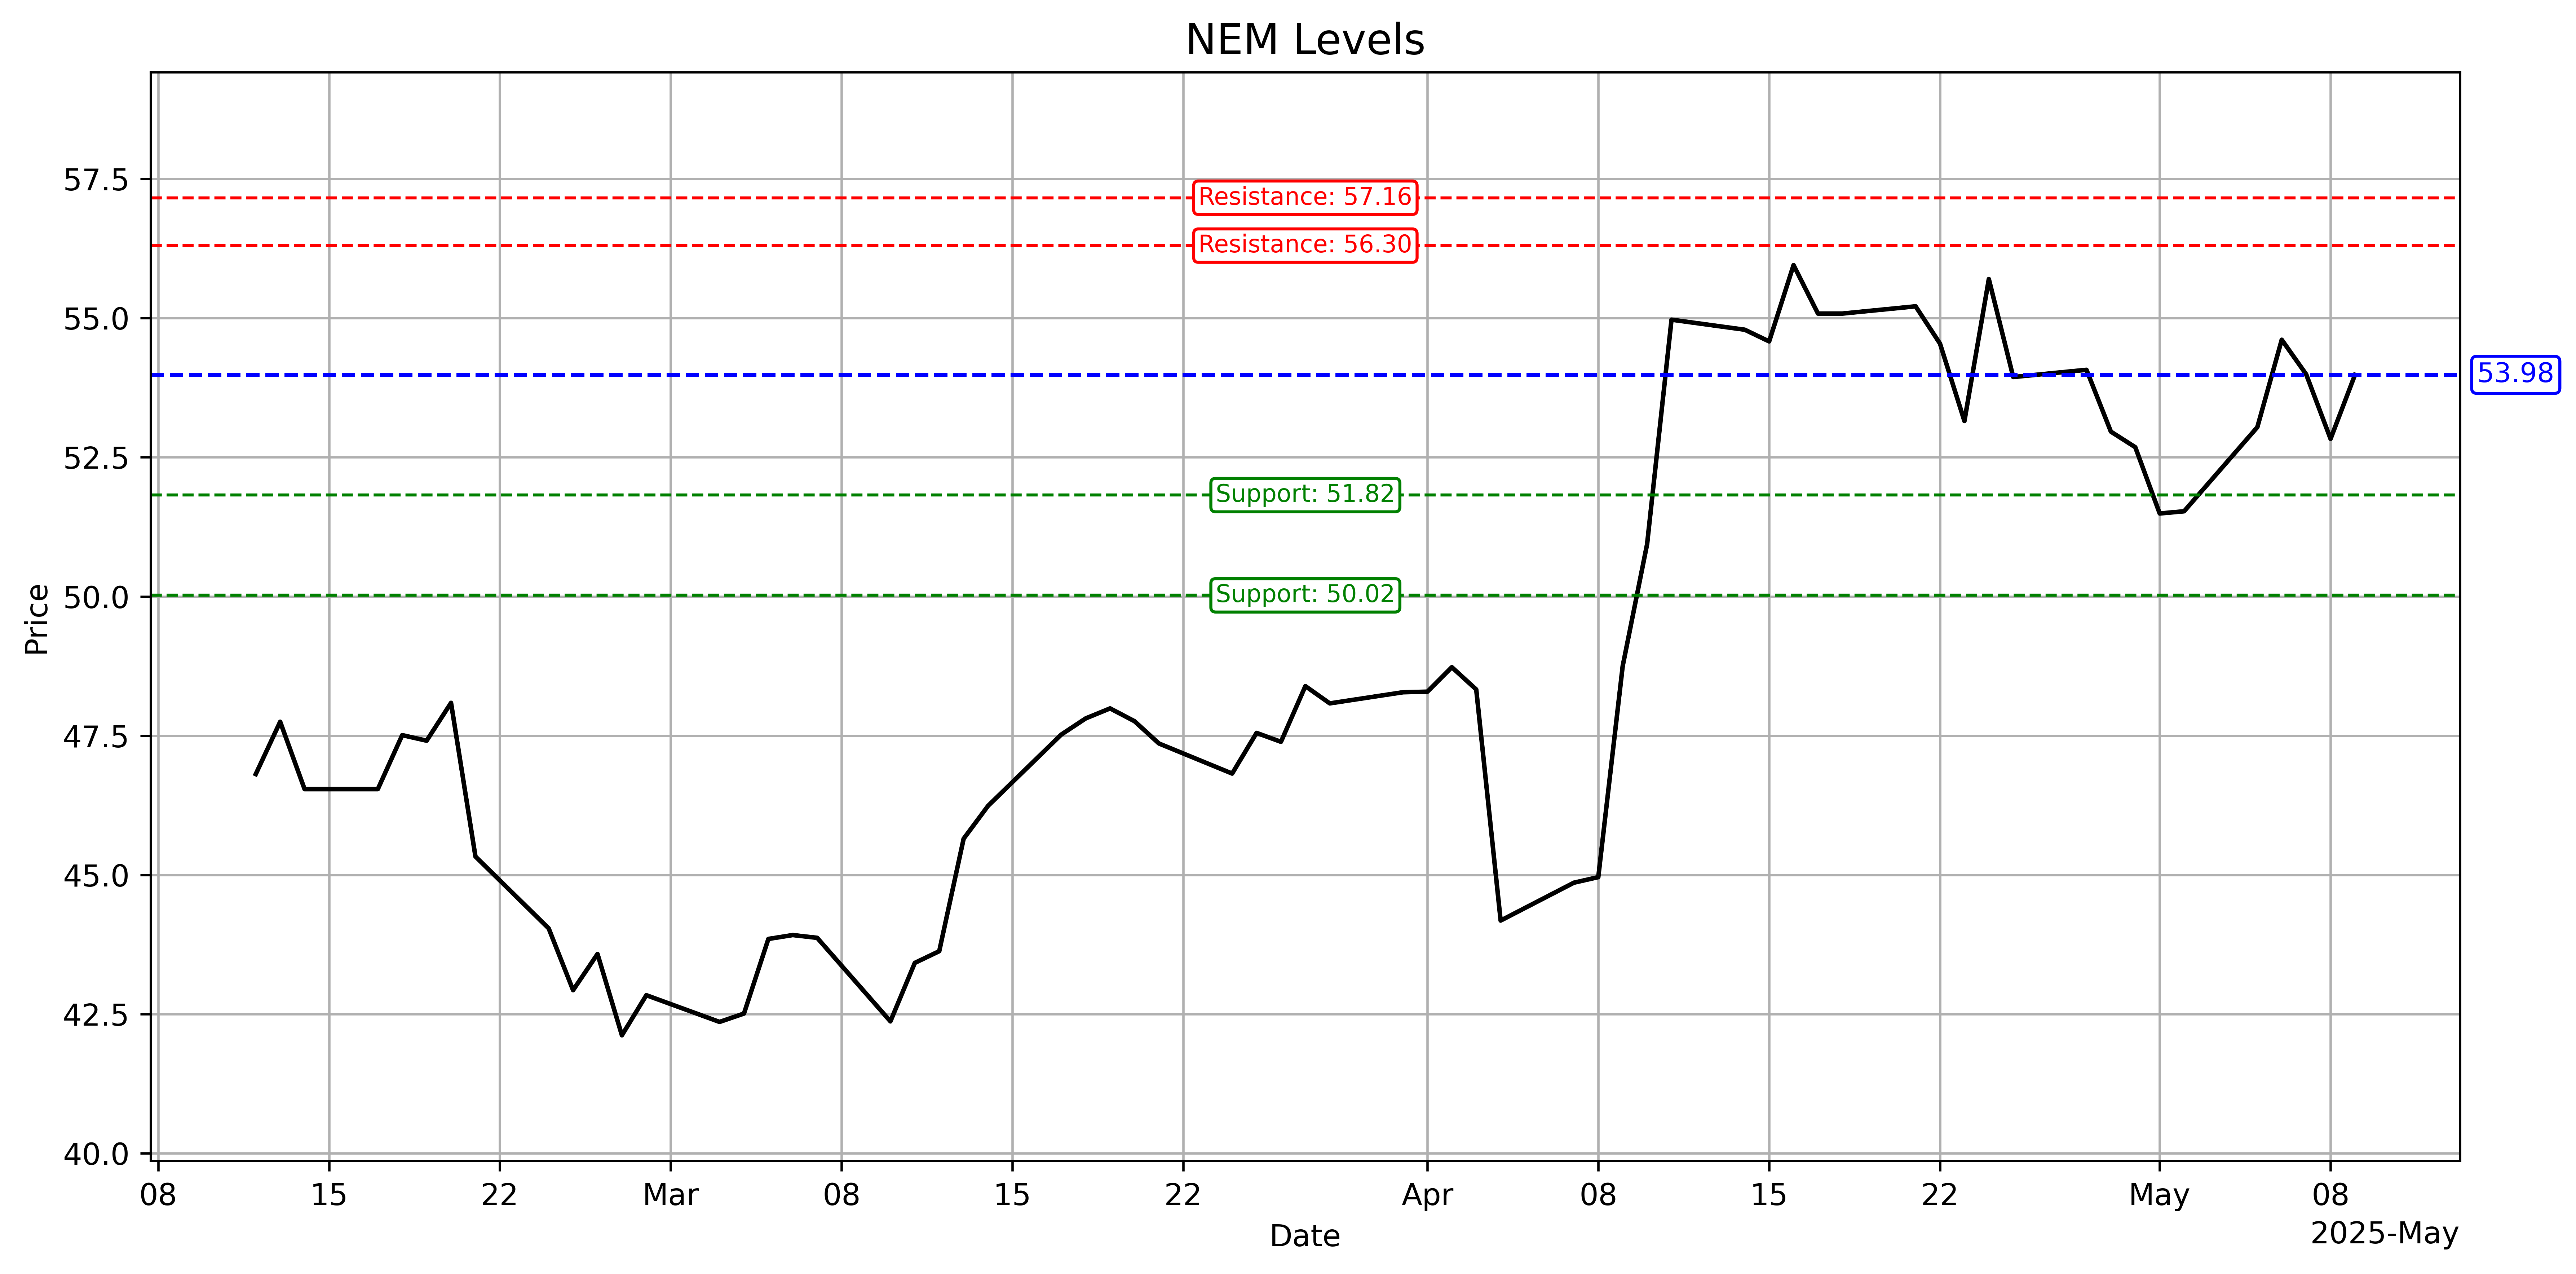 NEM Levels
57.5
55.0
52.5
50.0
47.5
45.0
42.5
40.0
Price
Resistance: 57.16
Resistance: 56.30
53.98
Support: 51.82
Support: 50.02
08 15 22 Mar 08 15 22 Apr 08 15 22 May 08
Date
2025-May